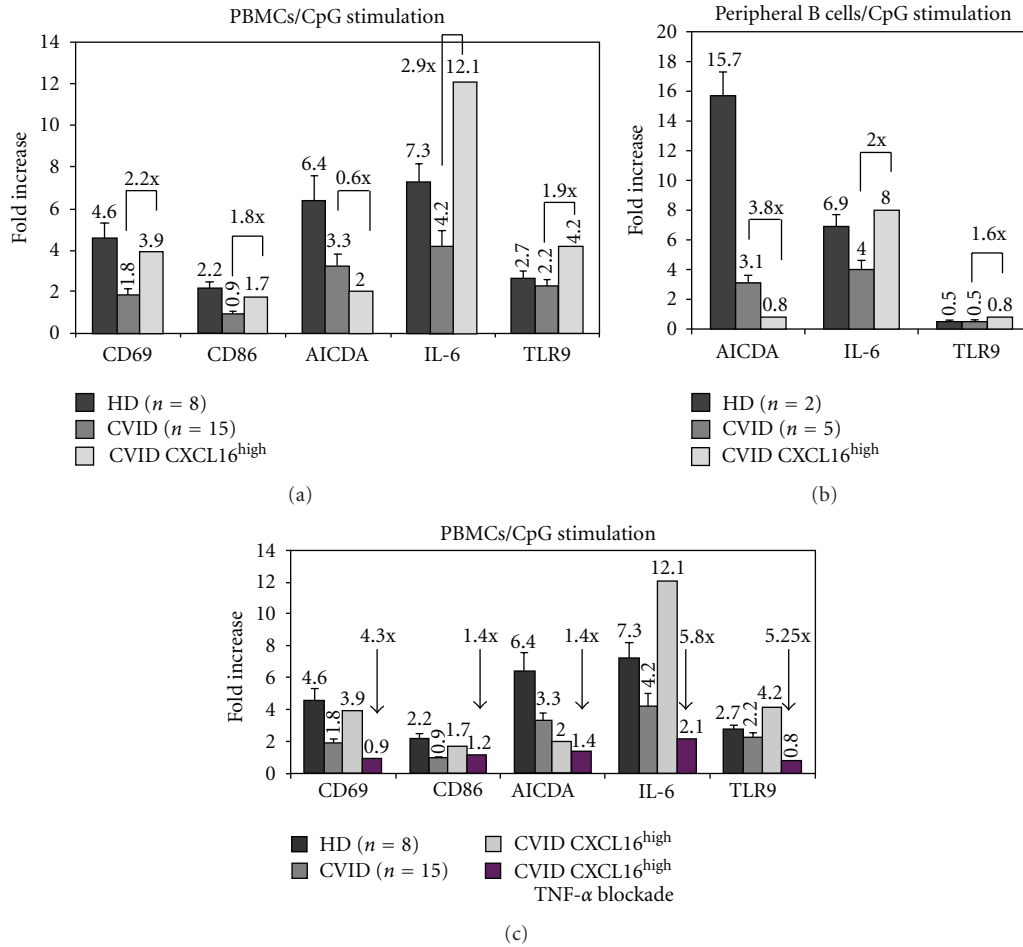 PBMCs/CpG stimulation
Fold increase
14
12
10
8
6
4
2
0
4.6
1.8
3.9
2.2x
2.2
0.9
1.7
1.8x
6.4
3.3
2
0.6x
7.3
4.2
12.1
2.9x
2.7
2.2
4.2
1.9x
CD69
CD86
AICDA
IL-6
TLR9
HD (n = 8)
CVID (n = 15)
CVID CXCL16high
(a)
Peripheral B cells/CpG stimulation
Fold increase
20
18
16
14
12
10
8
6
4
2
0
15.7
3.1
0.8
3.8x
6.9
4
8
2x
0.5
0.5
0.8
1.6x
AICDA
IL-6
TLR9
HD (n = 2)
CVID (n = 5)
CVID CXCL16high
(b)
PBMCs/CpG stimulation
Fold increase
14
12
10
8
6
4
2
0
4.6
1.8
3.9
0.9
4.3x
2.2
0.9
1.7
1.2
1.4x
6.4
3.3
2
1.4
1.4x
7.3
4.2
12.1
2.1
5.8x
2.7
2.2
4.2
0.8
5.25x
CD69
CD86
AICDA
IL-6
TLR9
HD (n = 8)
CVID (n = 15)
CVID CXCL16high
CVID CXCL16high
TNF-α blockade
(c)